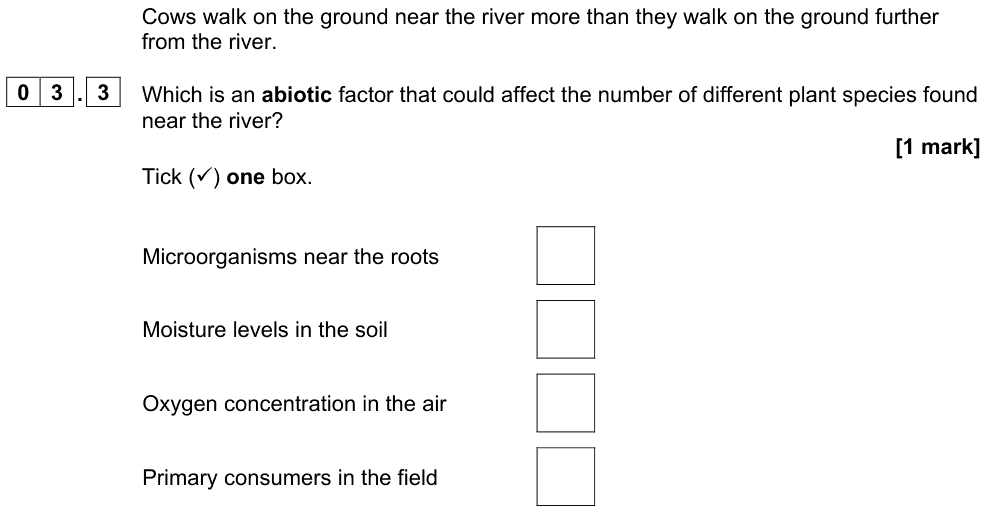 Cows walk on the ground near the river more than they walk on the ground further
from the river.
0 3 . 3 Which is an abiotic factor that could affect the number of different plant species found
near the river?
[1 mark]
Tick (✓) one box.
Microorganisms near the roots
Moisture levels in the soil
Oxygen concentration in the air
Primary consumers in the field